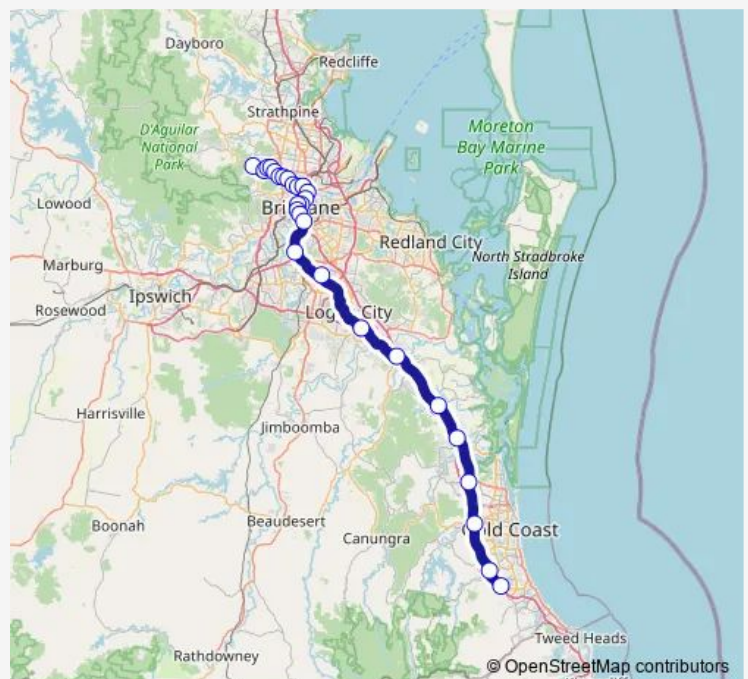 Dayboro
Redcliffe
Strathpine
D'Aguilar
National
Park
Moreton
Bay Marine
Park
Lowood
Brisbane
Redland City
North Stradbroke
Island
Marburg
Ipswich
Rosewood
Logan City
Harrisville
Jimboomba
Boonah
Beaudesert
Canungra
Gold Coast
Tweed Heads
Rathdowney
© OpenStreetMap contributors